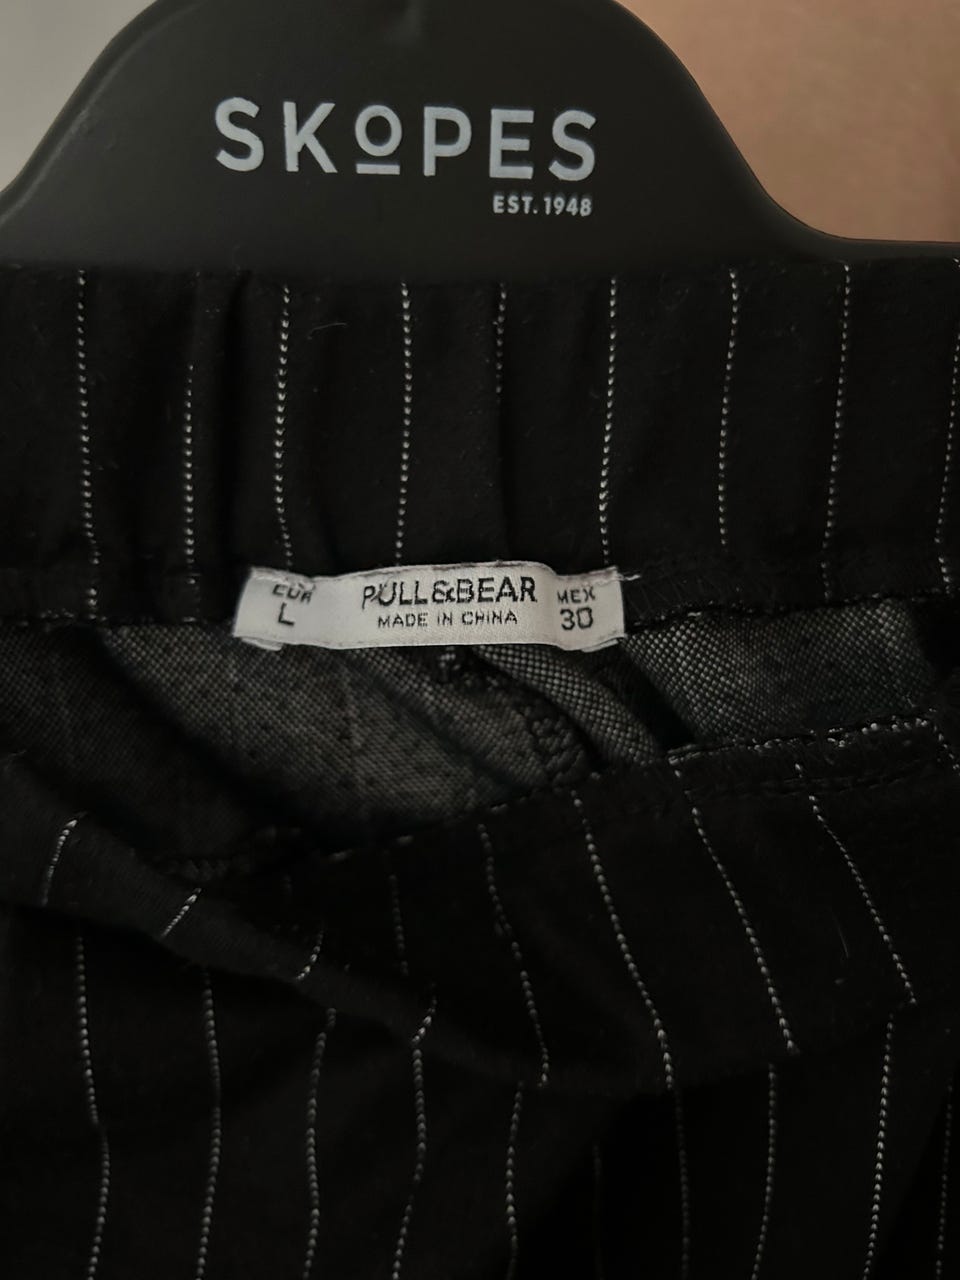 SKOPES
EST. 1948
EUR PULL&BEAR MEX
L MADE IN CHINA 30